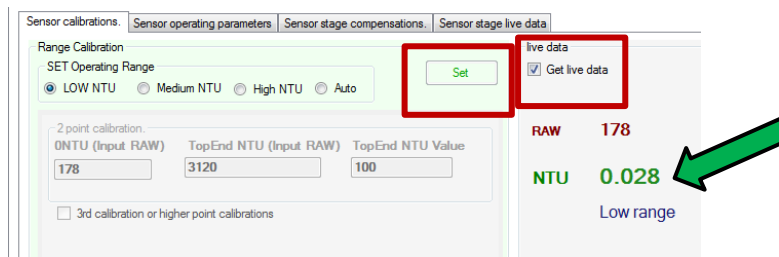 Sensor calibrations. Sensor operating parameters Sensor stage compensations. Sensor stage live data
Range Calibration
SET Operating Range
LOW NTU Medium NTU High NTU Auto
Set
live data
Get live data
2 point calibration.
0NTU (Input RAW) TopEnd NTU (Input RAW) TopEnd NTU Value
178 3120 100
3rd calibration or higher point calibrations
RAW 178
NTU 0.028
Low range